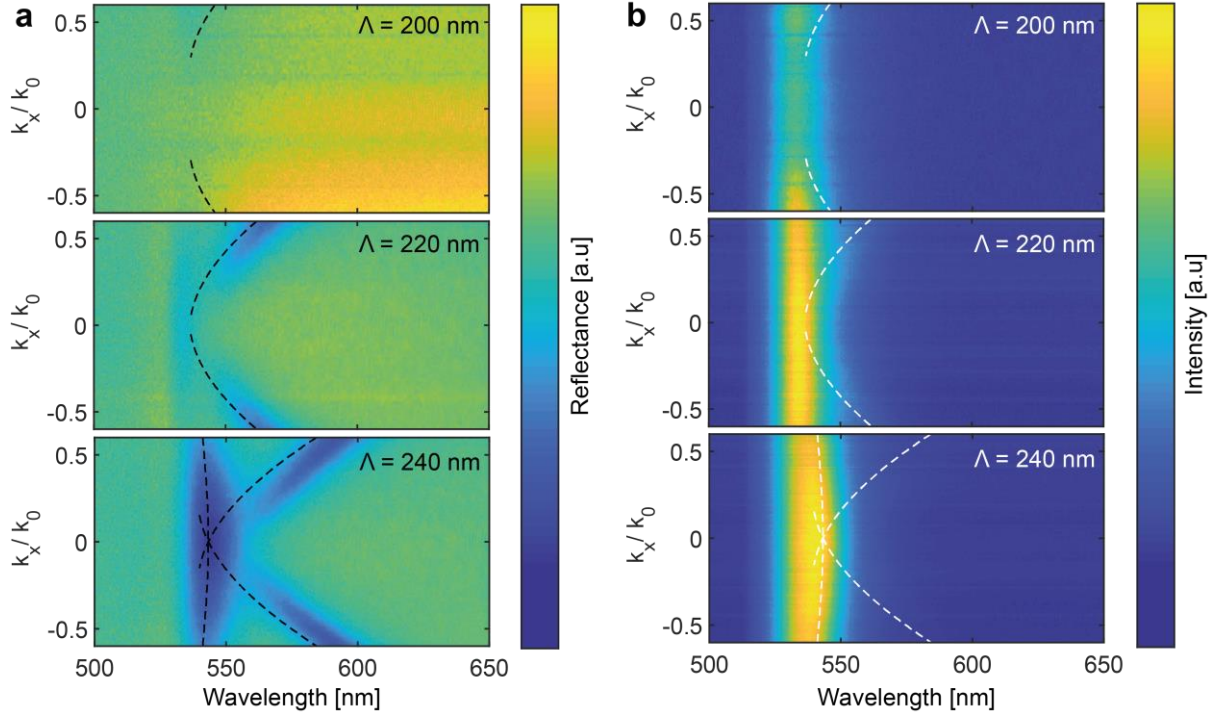 a
Λ = 200 nm
k_x / k_0
0.5
0
-0.5
Λ = 220 nm
k_x / k_0
0.5
0
-0.5
Λ = 240 nm
k_x / k_0
0.5
0
-0.5
500
550
600
650
Wavelength [nm]
Reflectance [a.u]
b
Λ = 200 nm
k_x / k_0
0.5
0
-0.5
Λ = 220 nm
k_x / k_0
0.5
0
-0.5
Λ = 240 nm
k_x / k_0
0.5
0
-0.5
500
550
600
650
Wavelength [nm]
Intensity [a.u]